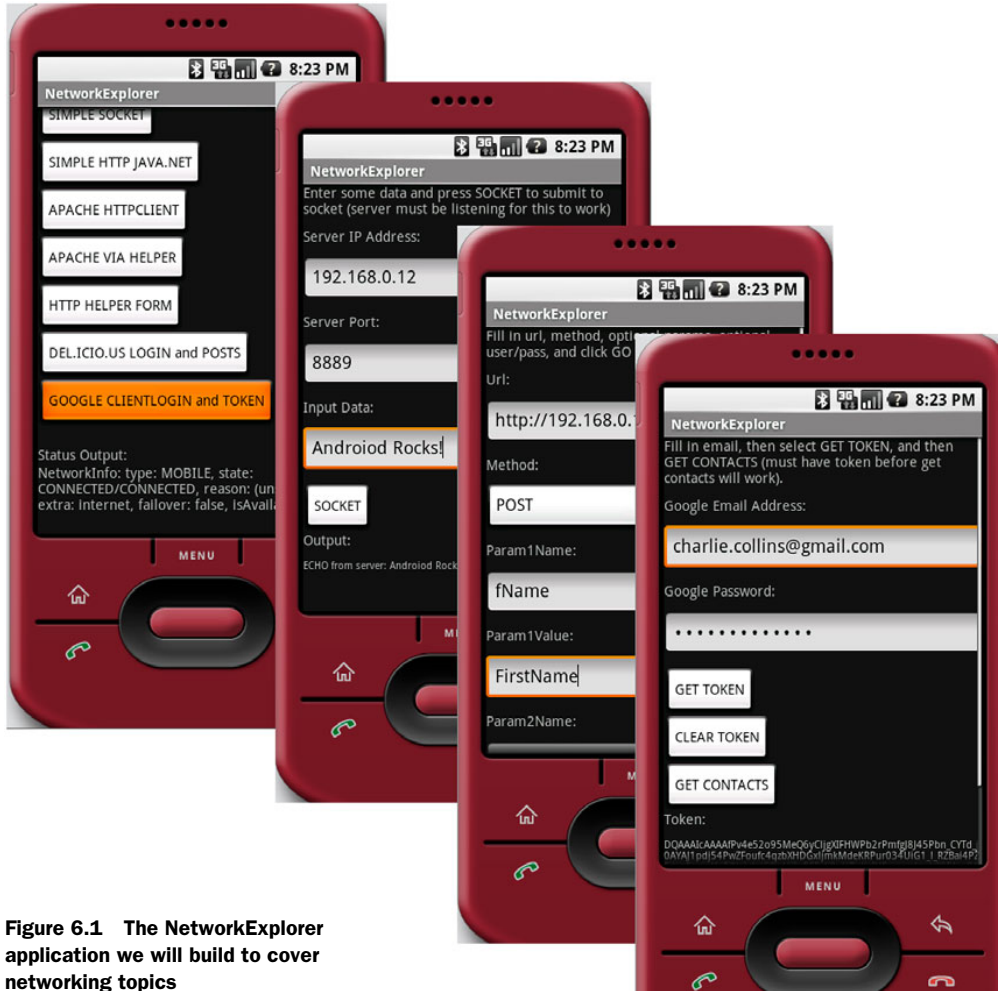 8:23 PM
NetworkExplorer
SIMPLE SOCKET
SIMPLE HTTP JAVA.NET
APACHE HTTPCLIENT
APACHE VIA HELPER
HTTP HELPER FORM
DEL.ICIO.US LOGIN and POSTS
GOOGLE CLIENTLOGIN and TOKEN
Status Output:
NetworkInfo: type: MOBILE, state:
CONNECTED/CONNECTED, reason: (un
extra: internet, failover: false, isAvail
MENU
3G
8:23 PM
NetworkExplorer
Enter some data and press SOCKET to submit to
socket (server must be listening for this to work)
Server IP Address:
192.168.0.12
Server Port:
8889
Input Data:
Androiod Rocks!
SOCKET
Output:
ECHO from server: Androiod Rock
3G
8:23 PM
NetworkExplorer
Fill in url, method, optional params, optional
user/pass, and click GO
Url:
http://192.168.0.
Method:
POST
Param1Name:
fName
Param1Value:
FirstName
Param2Name:
3G
8:23 PM
NetworkExplorer
Fill in email, then select GET TOKEN, and then
GET CONTACTS (must have token before get
contacts will work).
Google Email Address:
charlie.collins@gmail.com
Google Password:
GET TOKEN
CLEAR TOKEN
GET CONTACTS
Token:
MENU
Figure 6.1 The NetworkExplorer
application we will build to cover
networking topics